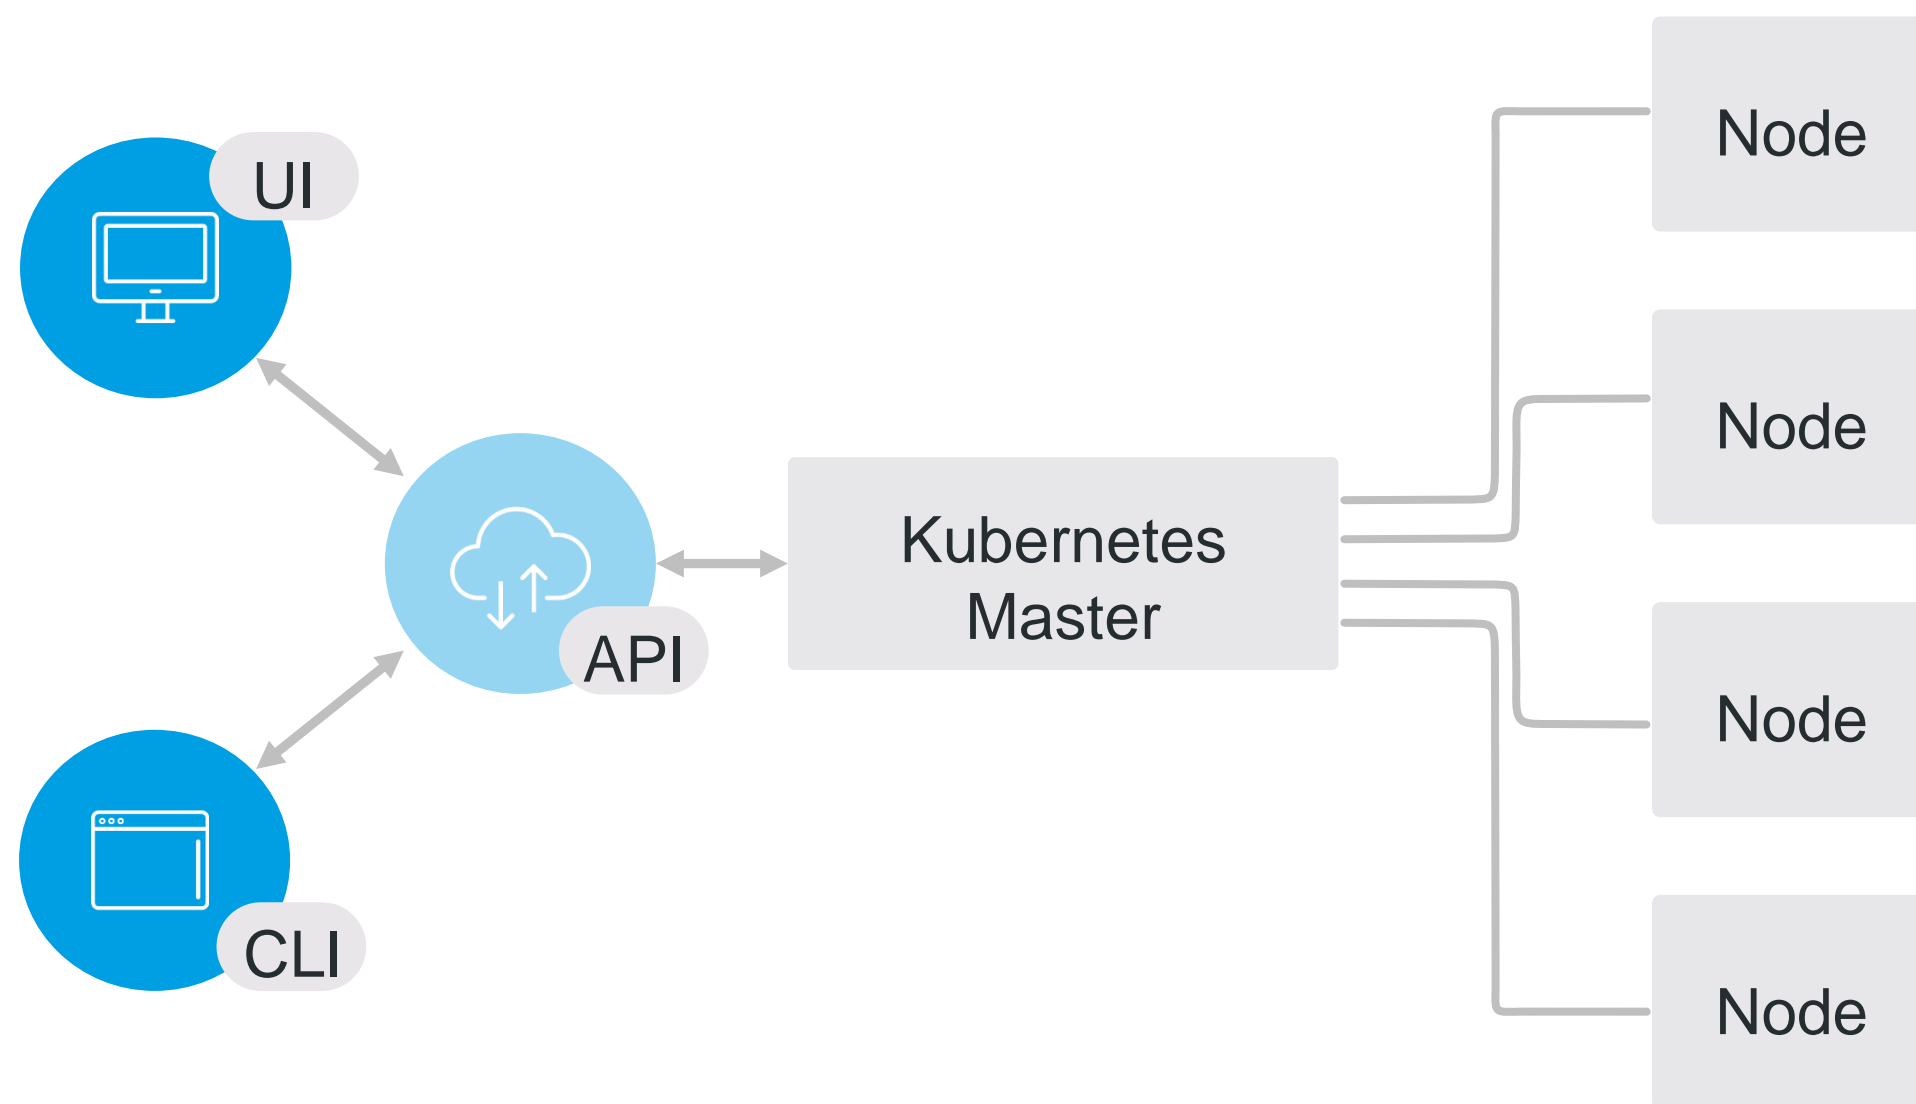 UI
API
CLI
Kubernetes
Master
Node
Node
Node
Node